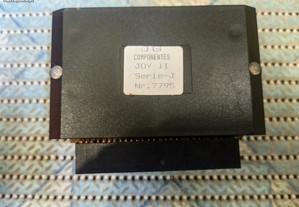 COMPONENTES
JOY II
Serie-J
Nr.7795